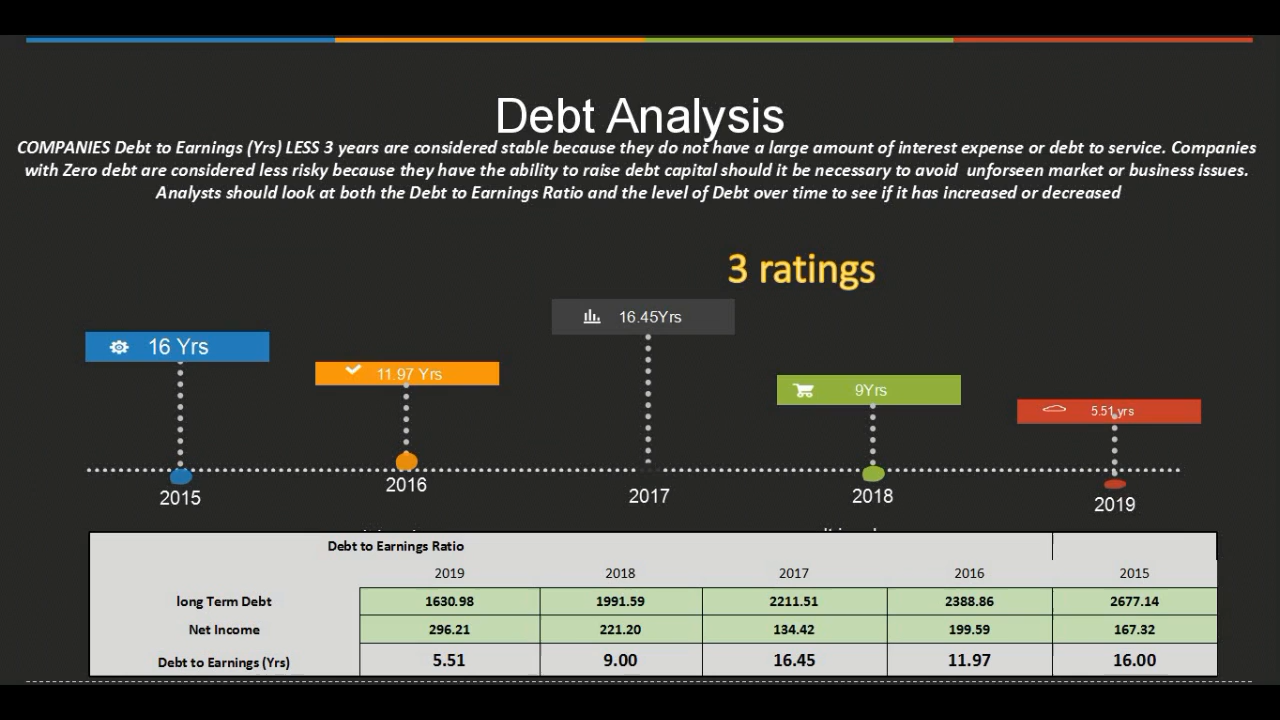 Debt Analysis
COMPANIES Debt to Earnings (Yrs) LESS 3 years are considered stable because they do not have a large amount of interest expense or debt to service. Companies
with Zero debt are considered less risky because they have the ability to raise debt capital should it be necessary to avoid unforseen market or business issues.
Analysts should look at both the Debt to Earnings Ratio and the level of Debt over time to see if it has increased or decreased
3 ratings
16 Yrs
11.97 Yrs
16.45Yrs
9Yrs
5.51 yrs
2015
2016
2017
2018
2019
Debt to Earnings Ratio
2019 2018 2017 2016 2015
long Term Debt 1630.98 1991.59 2211.51 2388.86 2677.14
Net Income 296.21 221.20 134.42 199.59 167.32
Debt to Earnings (Yrs) 5.51 9.00 16.45 11.97 16.00